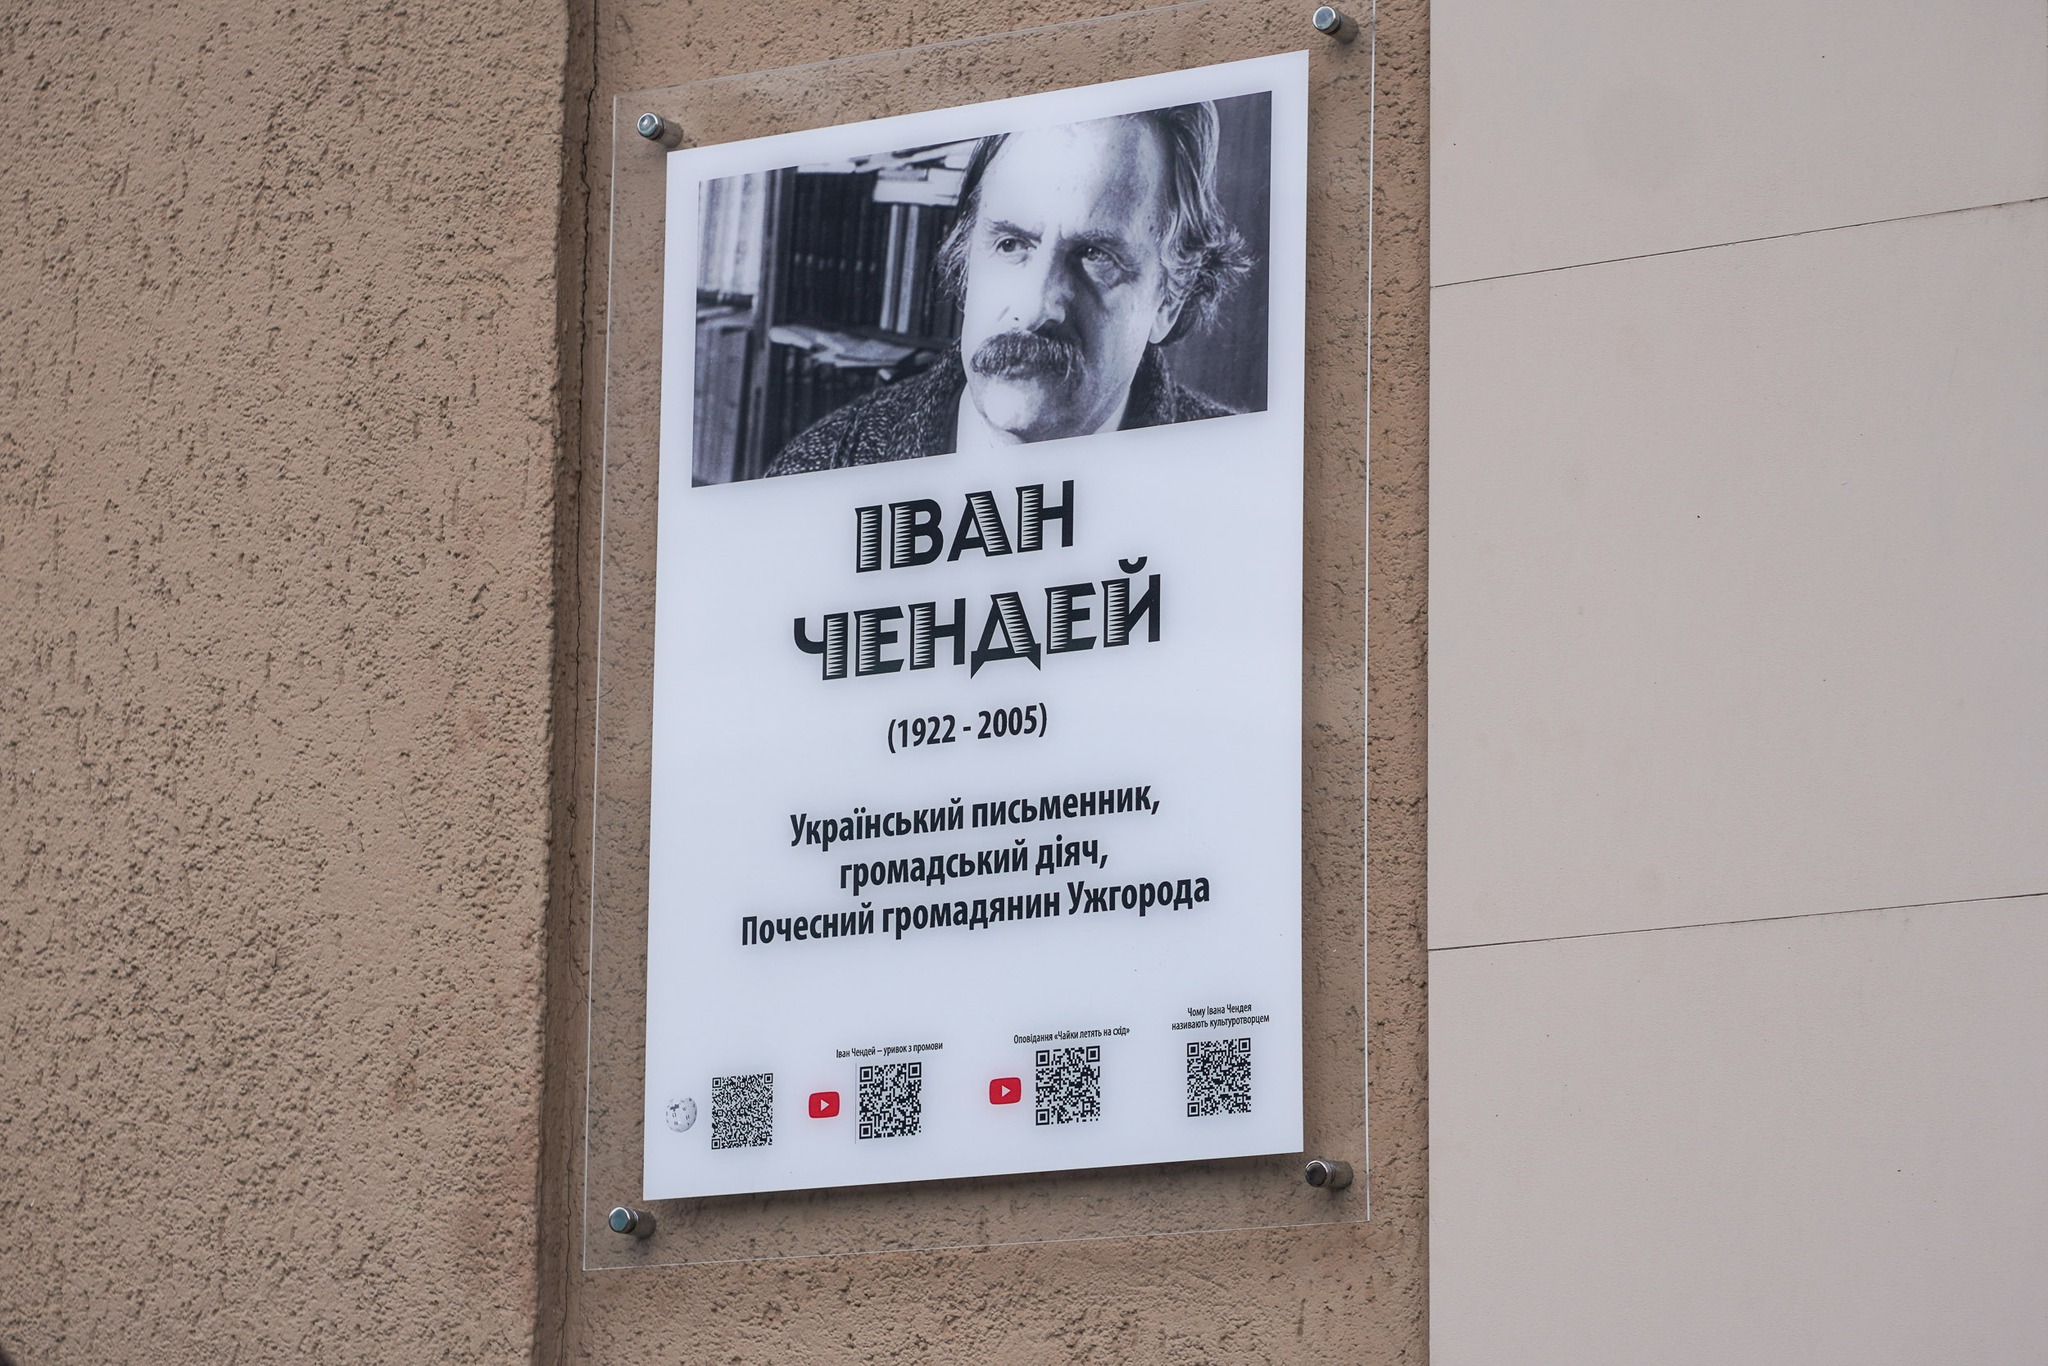 ІВАН
ЧЕНДЕЙ
(1922 - 2005)
Український письменник,
громадський діяч,
Почесний громадянин Ужгорода
Іван Чендей – уривок з промови
Оповідання «Чайки летять на схід»
Чому Івана Чендея
називають культуротворцем